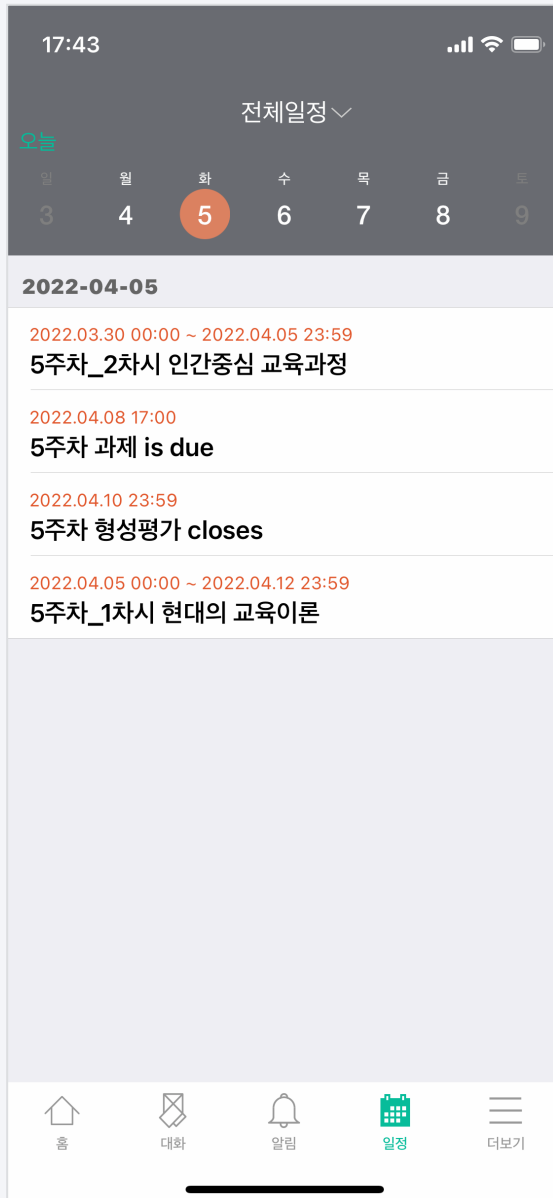 17:43
전체일정
오늘
일 월 화 수 목 금 토
3 4 5 6 7 8 9
2022-04-05
2022.03.30 00:00 ~ 2022.04.05 23:59
5주차_2차시 인간중심 교육과정
2022.04.08 17:00
5주차 과제 is due
2022.04.10 23:59
5주차 형성평가 closes
2022.04.05 00:00 ~ 2022.04.12 23:59
5주차_1차시 현대의 교육이론
홈 대화 알림 일정 더보기